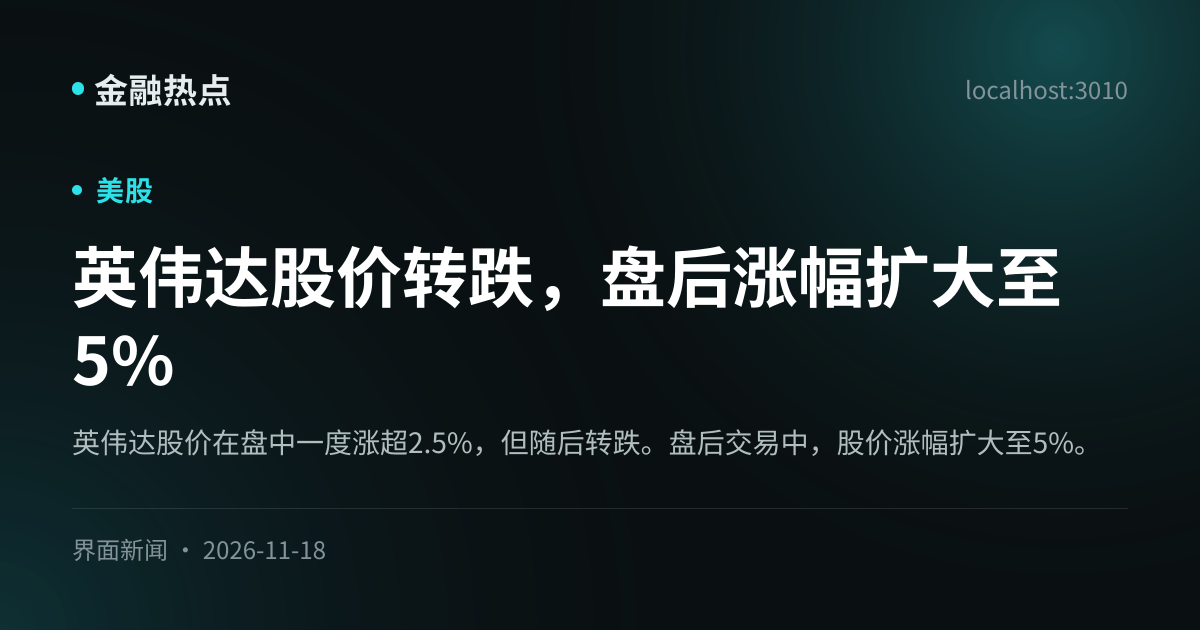 金融热点
localhost:3010
美股
英伟达股价转跌，盘后涨幅扩大至
5%
英伟达股价在盘中一度涨超2.5%，但随后转跌。盘后交易中，股价涨幅扩大至5%。
界面新闻 • 2026-11-18